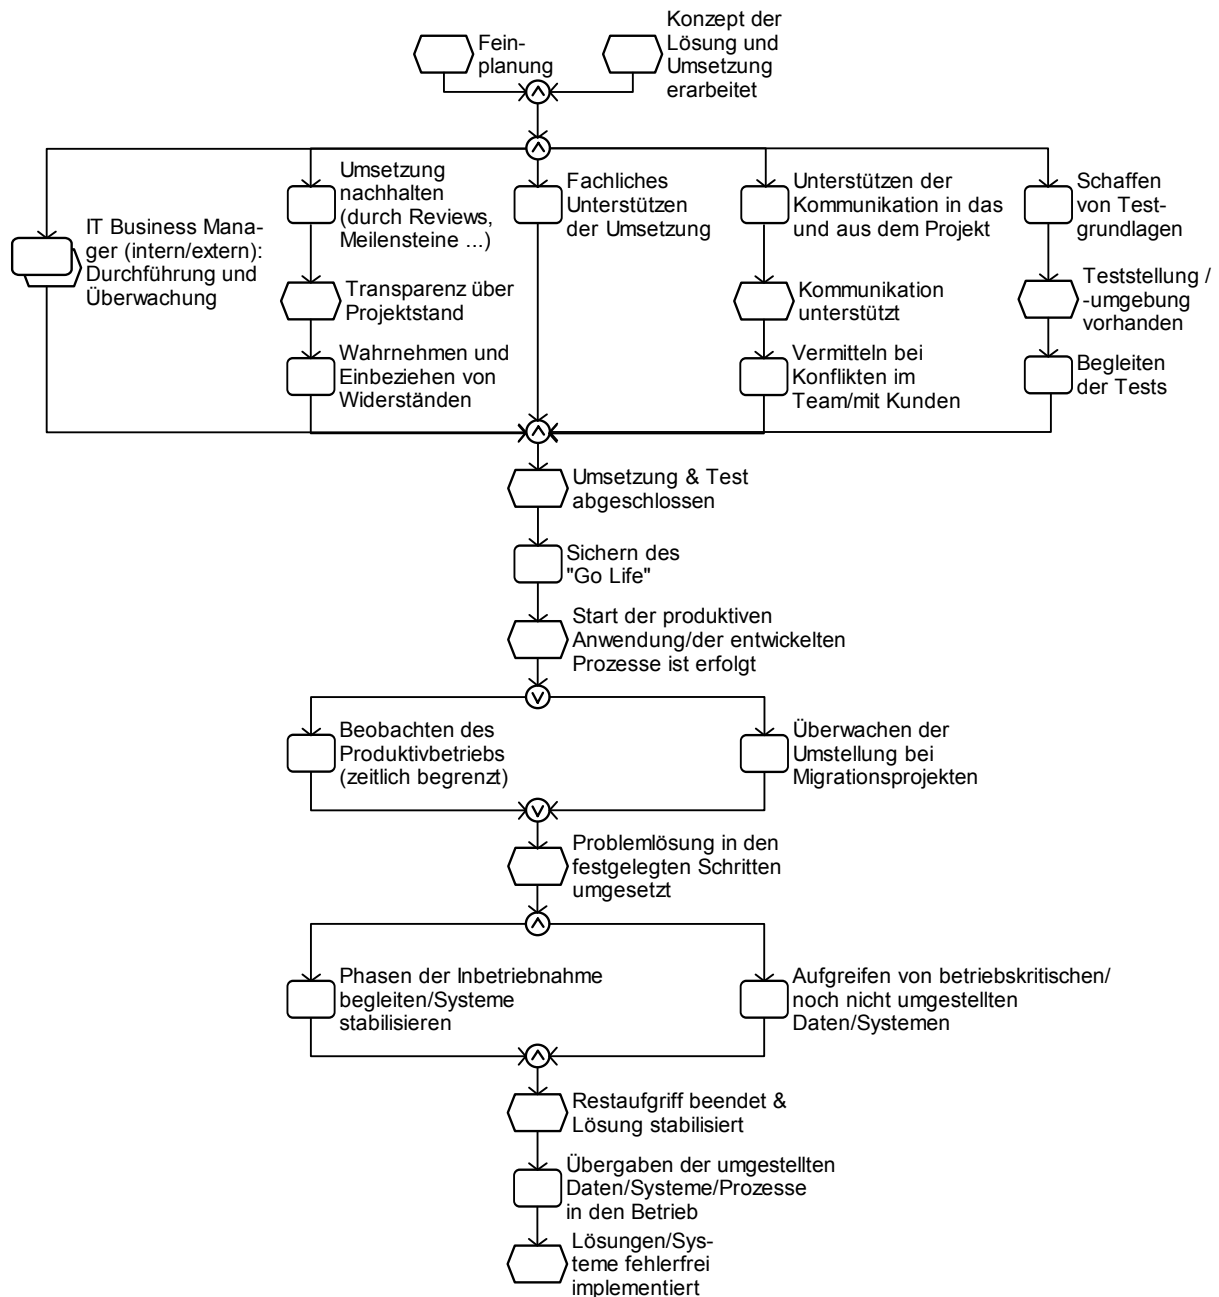 Fein-
planung
Konzept der
Lösung und
Umsetzung
erarbeitet
IT Business Mana-
ger (intern/extern):
Durchführung und
Überwachung
Umsetzung
nachhalten
(durch Reviews,
Meilensteine ...)
Fachliches
Unterstützen
der Umsetzung
Unterstützen der
Kommunikation in das
und aus dem Projekt
Schaffen
von Test-
grundlagen
Transparenz über
Projektstand
Kommunikation
unterstützt
Teststellung /
-umgebung
vorhanden
Wahrnehmen und
Einbeziehen von
Widerständen
Vermitteln bei
Konflikten im
Team/mit Kunden
Begleiten
der Tests
Umsetzung & Test
abgeschlossen
Sichern des
"Go Life"
Start der produktiven
Anwendung/der entwickelten
Prozesse ist erfolgt
Beobachten des
Produktivbetriebs
(zeitlich begrenzt)
Überwachen der
Umstellung bei
Migrationsprojekten
Problemlösung in den
festgelegten Schritten
umgesetzt
Phasen der Inbetriebnahme
begleiten/Systeme
stabilisieren
Aufgreifen von betriebskritischen/
noch nicht umgestellten
Daten/Systemen
Restaufgriff beendet &
Lösung stabilisiert
Übergaben der umgestellten
Daten/Systeme/Prozesse
in den Betrieb
Lösungen/Sys-
teme fehlerfrei
implementiert